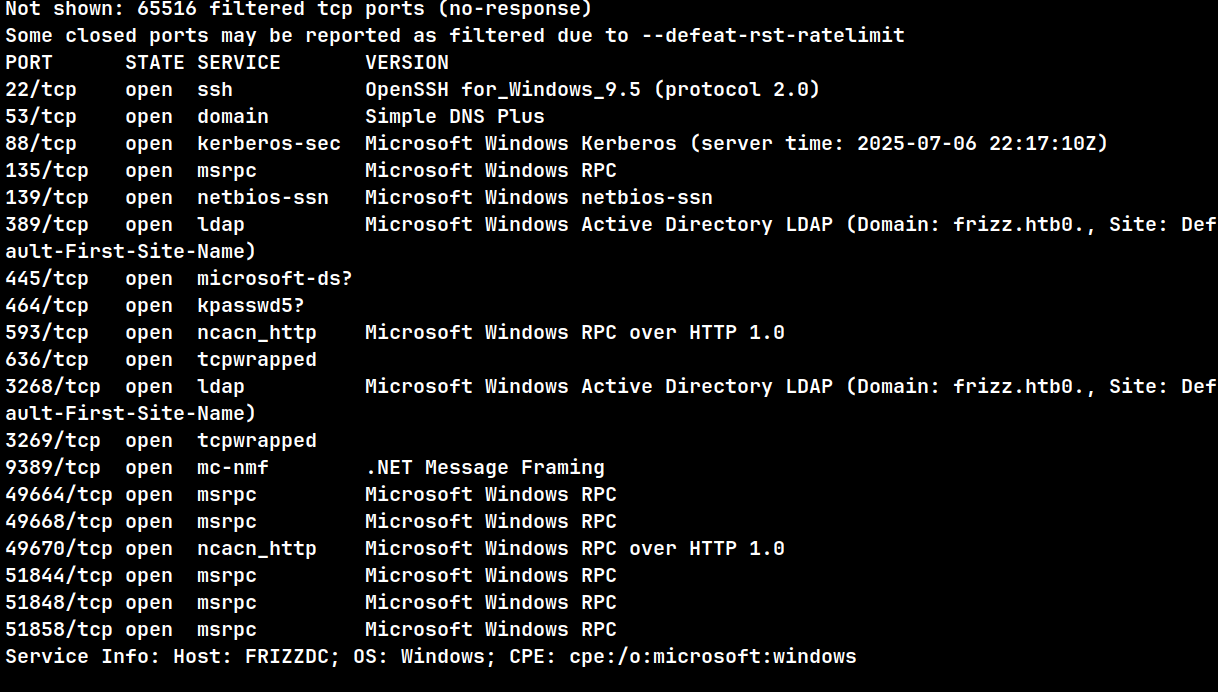 Not shown: 65516 filtered tcp ports (no-response)
Some closed ports may be reported as filtered due to --defeat-rst-ratelimit
PORT      STATE SERVICE       VERSION
22/tcp    open  ssh           OpenSSH for_Windows_9.5 (protocol 2.0)
53/tcp    open  domain        Simple DNS Plus
88/tcp    open  kerberos-sec  Microsoft Windows Kerberos (server time: 2025-07-06 22:17:10Z)
135/tcp   open  msrpc         Microsoft Windows RPC
139/tcp   open  netbios-ssn   Microsoft Windows netbios-ssn
389/tcp   open  ldap          Microsoft Windows Active Directory LDAP (Domain: frizz.htb0., Site: Def
ault-First-Site-Name)
445/tcp   open  microsoft-ds?
464/tcp   open  kpasswd5?
593/tcp   open  ncacn_http    Microsoft Windows RPC over HTTP 1.0
636/tcp   open  tcpwrapped
3268/tcp  open  ldap          Microsoft Windows Active Directory LDAP (Domain: frizz.htb0., Site: Def
ault-First-Site-Name)
3269/tcp  open  tcpwrapped
9389/tcp  open  mc-nmf        .NET Message Framing
49664/tcp open  msrpc         Microsoft Windows RPC
49668/tcp open  msrpc         Microsoft Windows RPC
49670/tcp open  ncacn_http    Microsoft Windows RPC over HTTP 1.0
51844/tcp open  msrpc         Microsoft Windows RPC
51848/tcp open  msrpc         Microsoft Windows RPC
51858/tcp open  msrpc         Microsoft Windows RPC
Service Info: Host: FRIZZDC; OS: Windows; CPE: cpe:/o:microsoft:windows